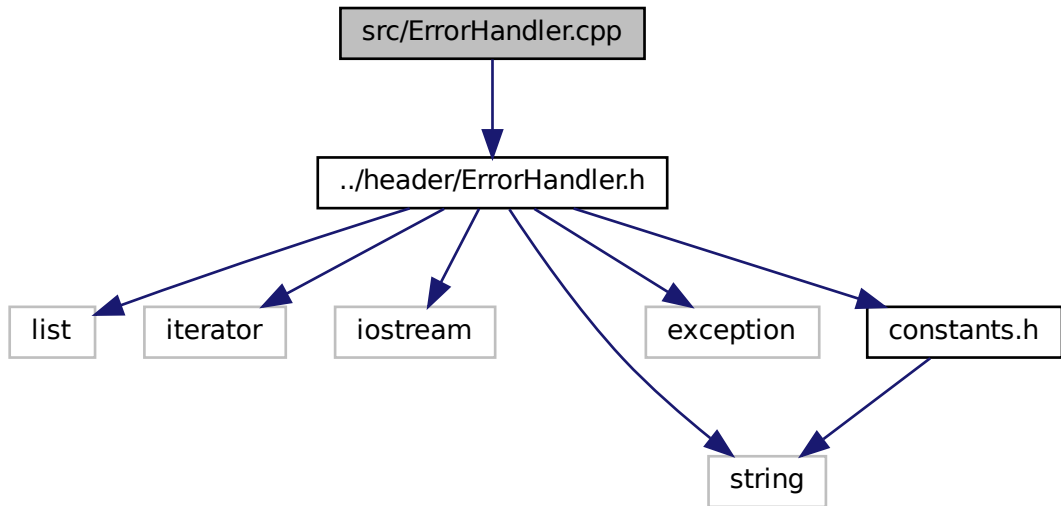 src/ErrorHandler.cpp
../header/ErrorHandler.h
list
iterator
iostream
exception
constants.h
string